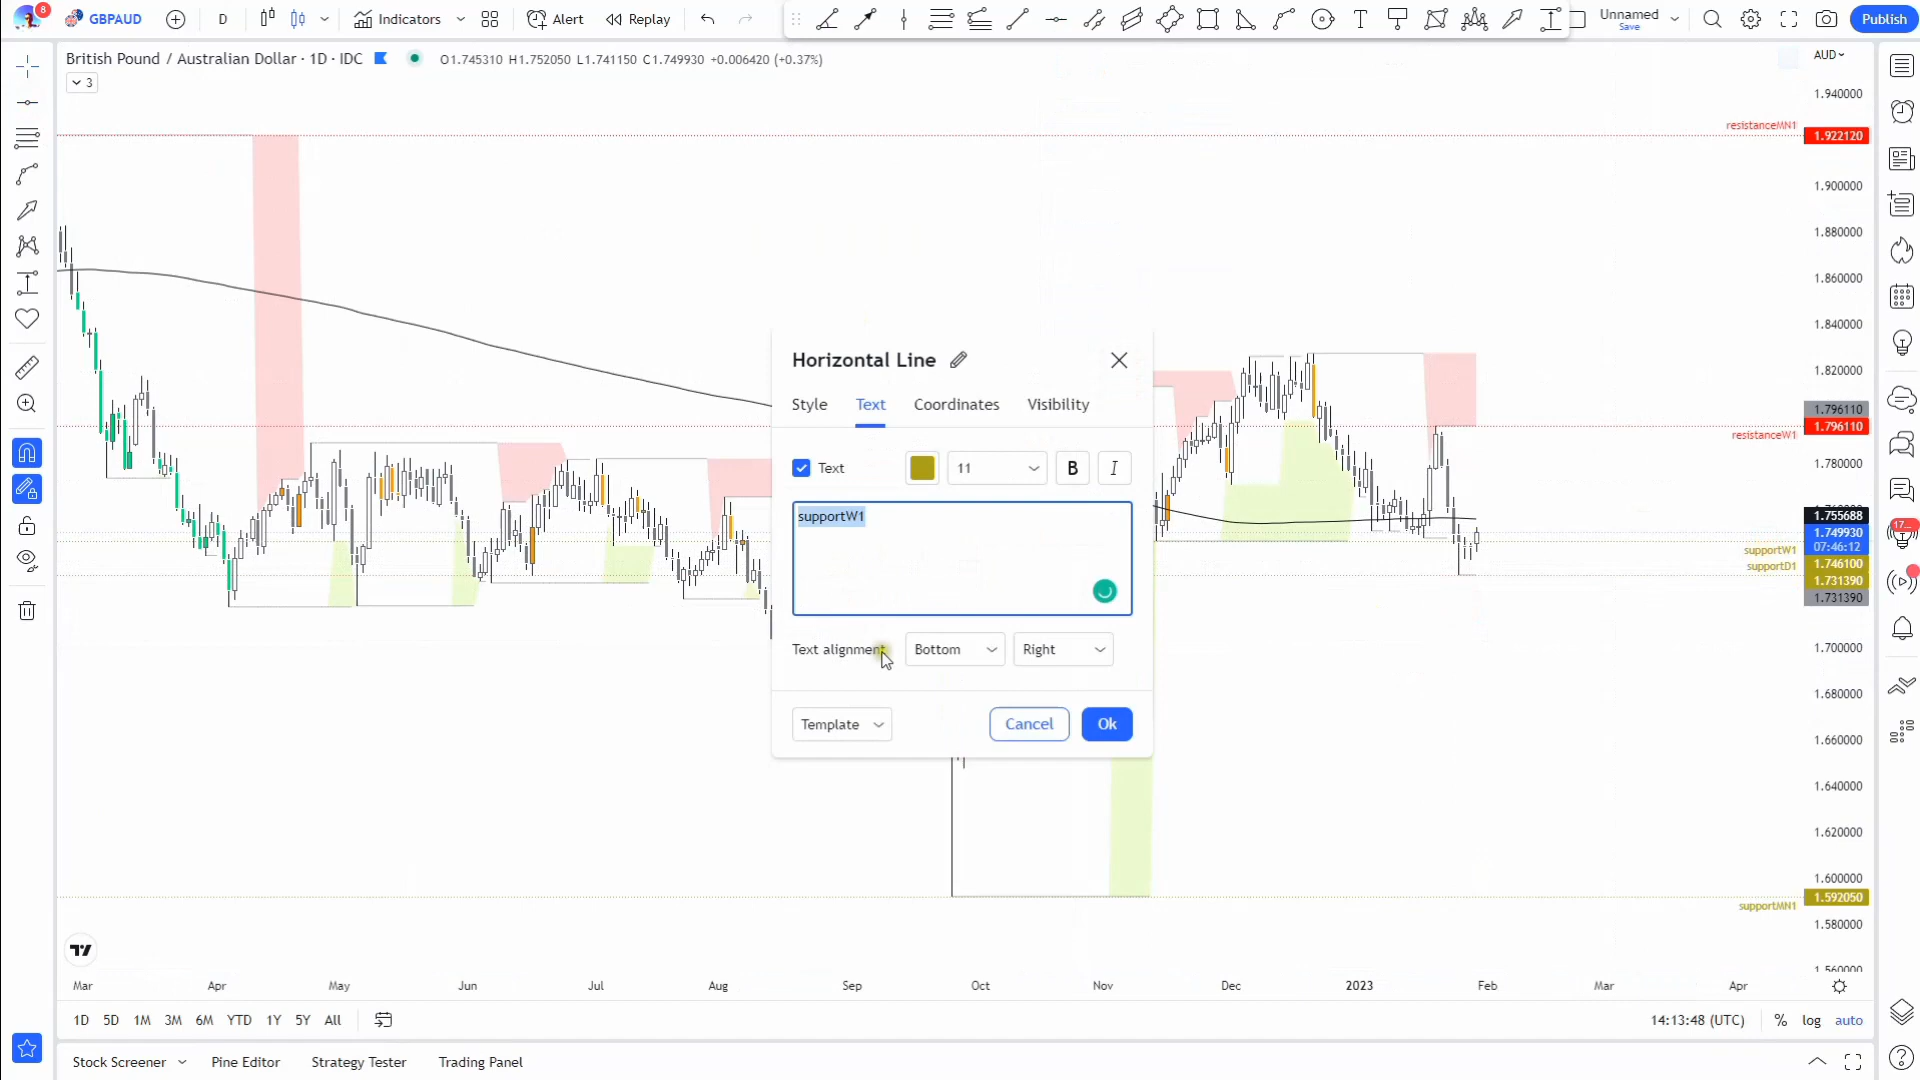 8
GBPAUD
D
Indicators
Alert
Replay
Unnamed
Save
Publish
British Pound / Australian Dollar · 1D · IDC
O1.745310 H1.752050 L1.741150 C1.749930 +0.006420 (+0.37%)
AUD
3
1.940000
resistanceMN1
1.922120
1.900000
1.880000
1.860000
1.840000
1.820000
1.796110
1.796110
resistanceW1
1.780000
1.755688
1.749930
07:46:12
supportW1
1.746100
supportD1
1.731390
1.731390
1.700000
1.680000
1.660000
1.640000
1.620000
1.600000
1.592050
supportMN1
1.580000
1.560000
17...
Horizontal Line
Style Text Coordinates Visibility
Text
11
B
I
supportW1
Text alignment
Bottom
Right
Template
Cancel
Ok
Mar Apr May Jun Jul Aug Sep Oct Nov Dec 2023 Feb Mar Apr
1D 5D 1M 3M 6M YTD 1Y 5Y All
14:13:48 (UTC)
% log auto
Stock Screener Pine Editor Strategy Tester Trading Panel